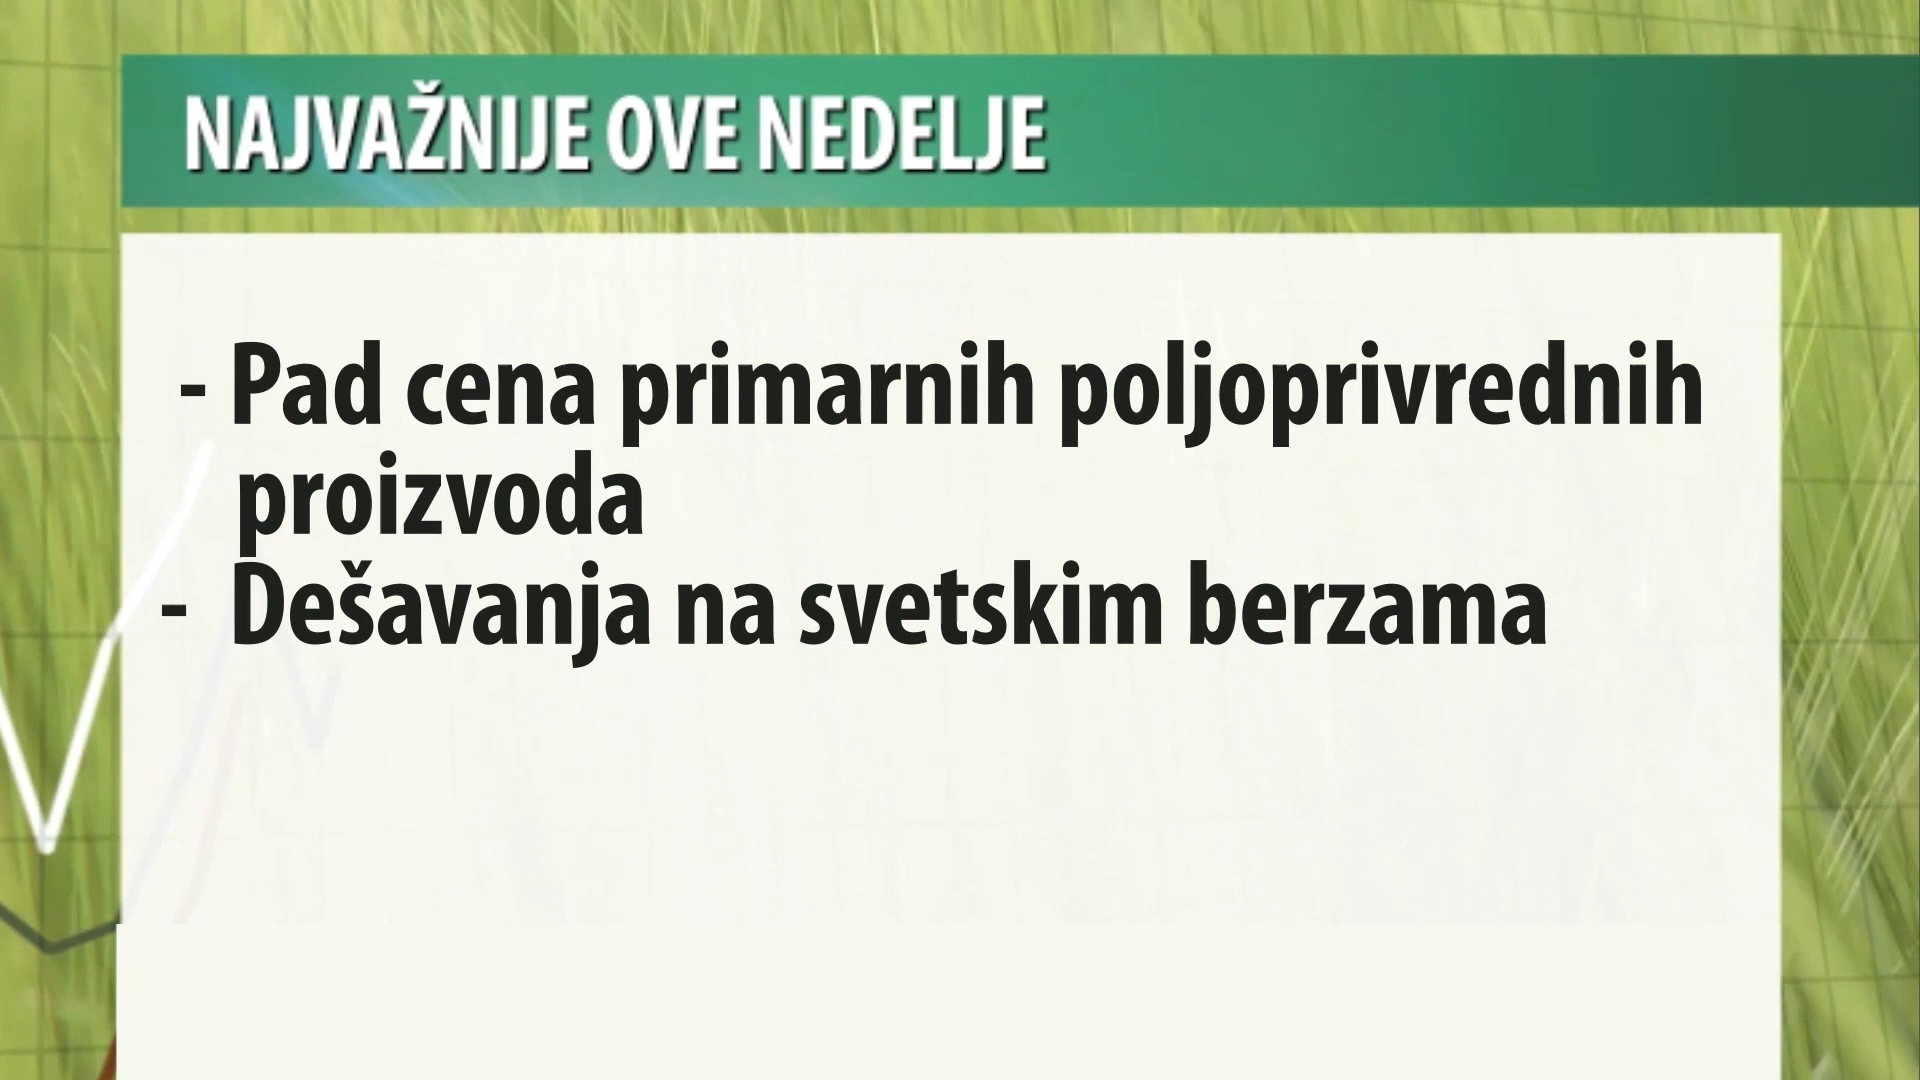 NAJVAŽNIJE OVE NEDELJE
- Pad cena primarnih poljoprivrednih
proizvoda
- Dešavanja na svetskim berzama